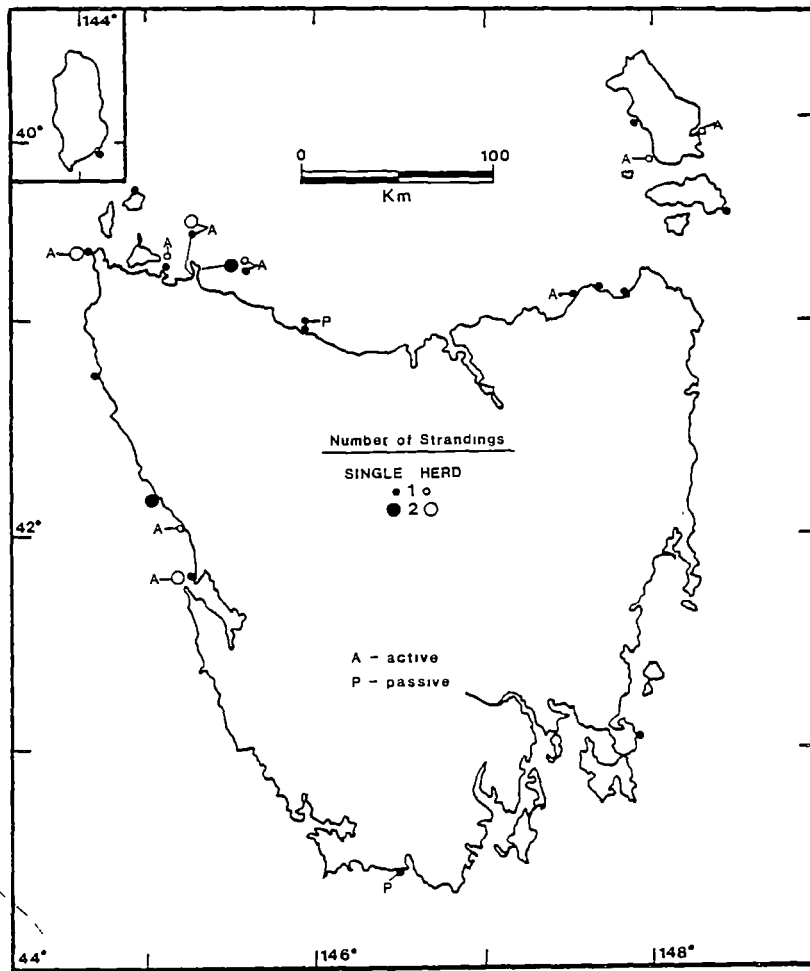 144°
40°
A
A
0 100
Km
A
A
A
A
A
P
A
Number of Strandings
SINGLE HERD
1
2
42°
A
A
A - active
P - passive
P
44°
146°
148°